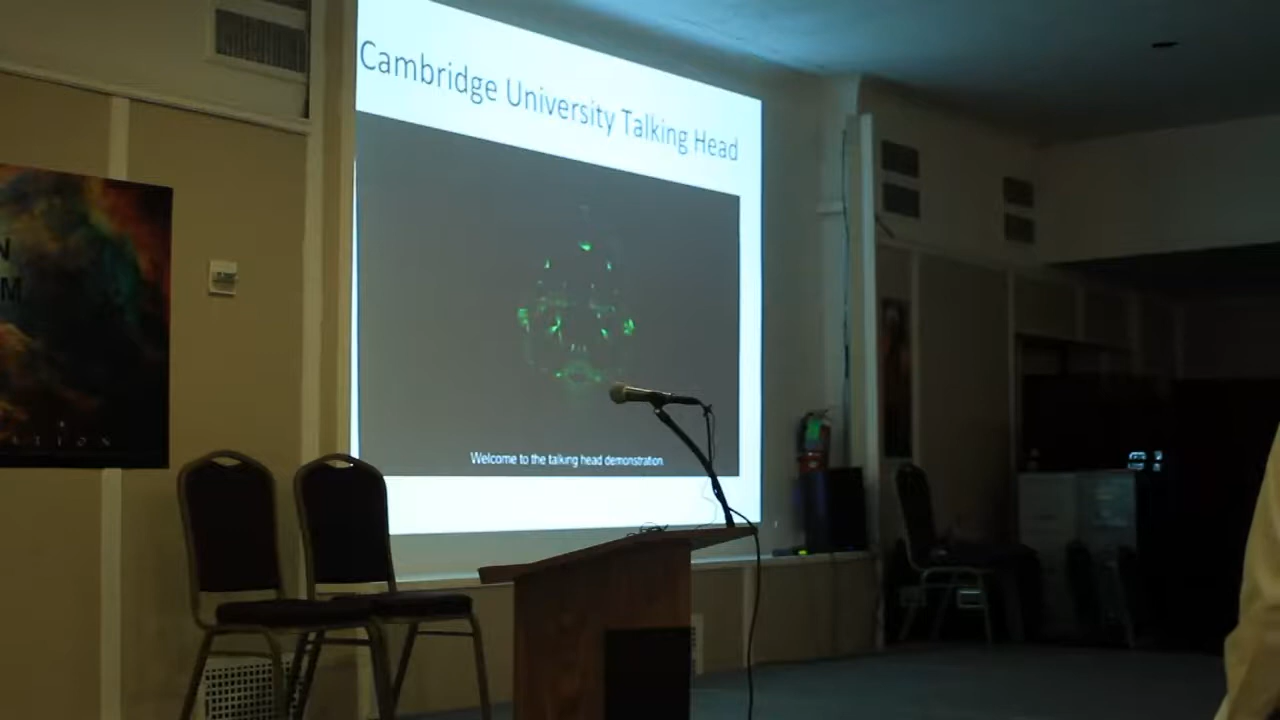 Cambridge University Talking Head
Welcome to the talking head demonstration
N
M